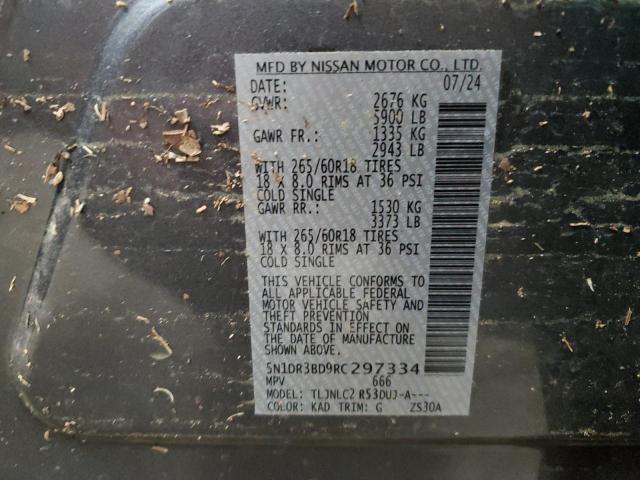 MFD BY NISSAN MOTOR CO., LTD.
DATE: 07/24
GVWR: 2676 KG
5900 LB
GAWR FR.: 1335 KG
2943 LB
WITH 265/60R18 TIRES
18 X 8.0 RIMS AT 36 PSI
COLD SINGLE
GAWR RR.: 1530 KG
3373 LB
WITH 265/60R18 TIRES
18 X 8.0 RIMS AT 36 PSI
COLD SINGLE
THIS VEHICLE CONFORMS TO
ALL APPLICABLE FEDERAL
MOTOR VEHICLE SAFETY AND
THEFT PREVENTION
STANDARDS IN EFFECT ON
THE DATE OF MANUFACTURE
SHOWN ABOVE.
5N1DR3BD9RC297334
MPV 666
MODEL: TLJNLC2 R53DUJ-A---
COLOR: KAD TRIM: G ZS30A